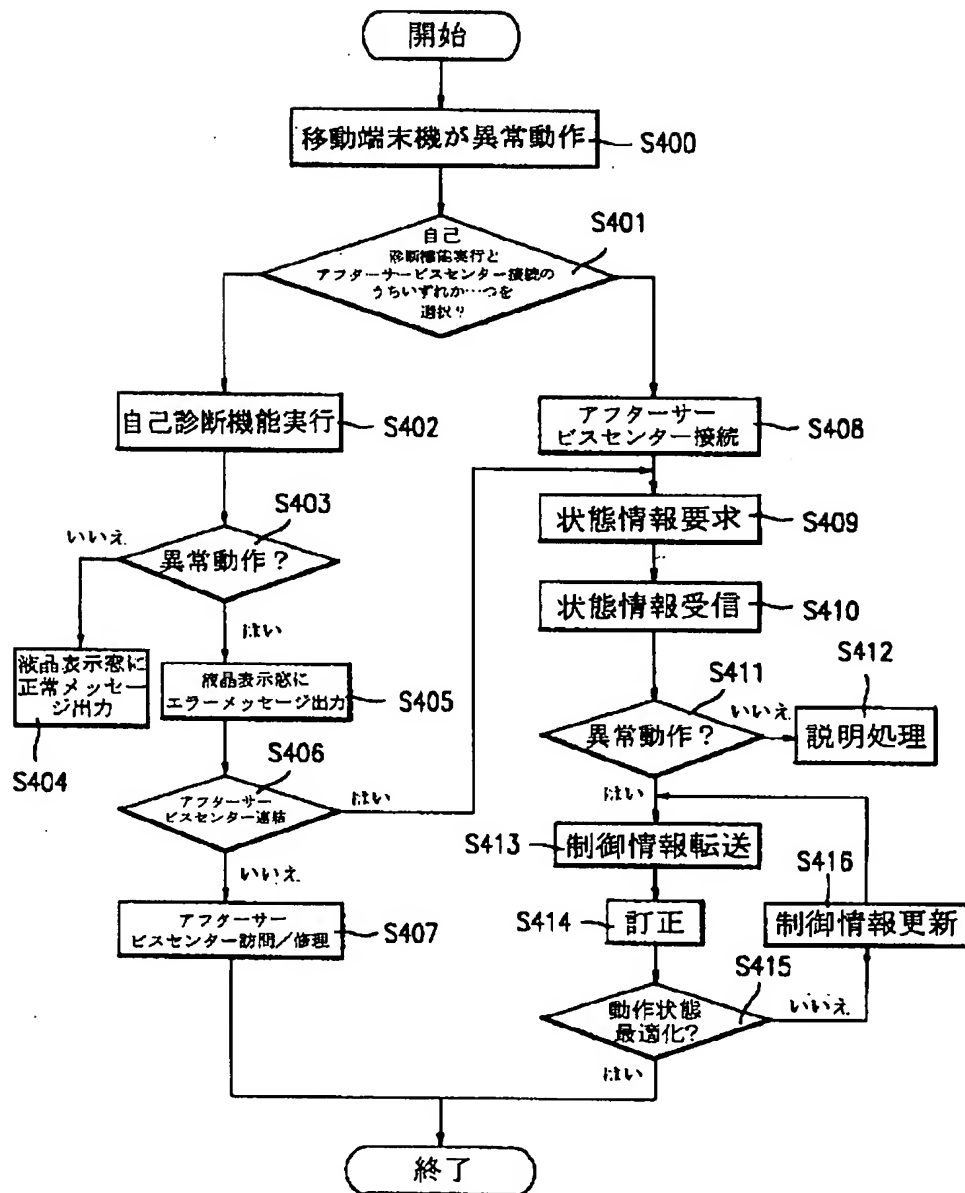 開始
移動端末機が異常動作
S400
S401
自己
診断機能実行と
アフターサービスセンター接続の
うちいずれか…つを
選択?
自己診断機能実行
S402
アフターサー
ビスセンター接続
S408
S403
いいえ
異常動作?
はい
状態情報要求
S409
状態情報受信
S410
液晶表示窓に
正常メッセー
ジ出力
S404
液晶表示窓に
エラーメッセージ出力
S405
S411
異常動作?
いいえ
S412
説明処理
はい
S406
アフターサー
ビスセンター連結
はい
いいえ
S413
制御情報転送
S414
訂正
S416
制御情報更新
アフターサー
ビスセンター訪問/修理
S407
S415
動作状態
最適化?
いいえ
はい
終了